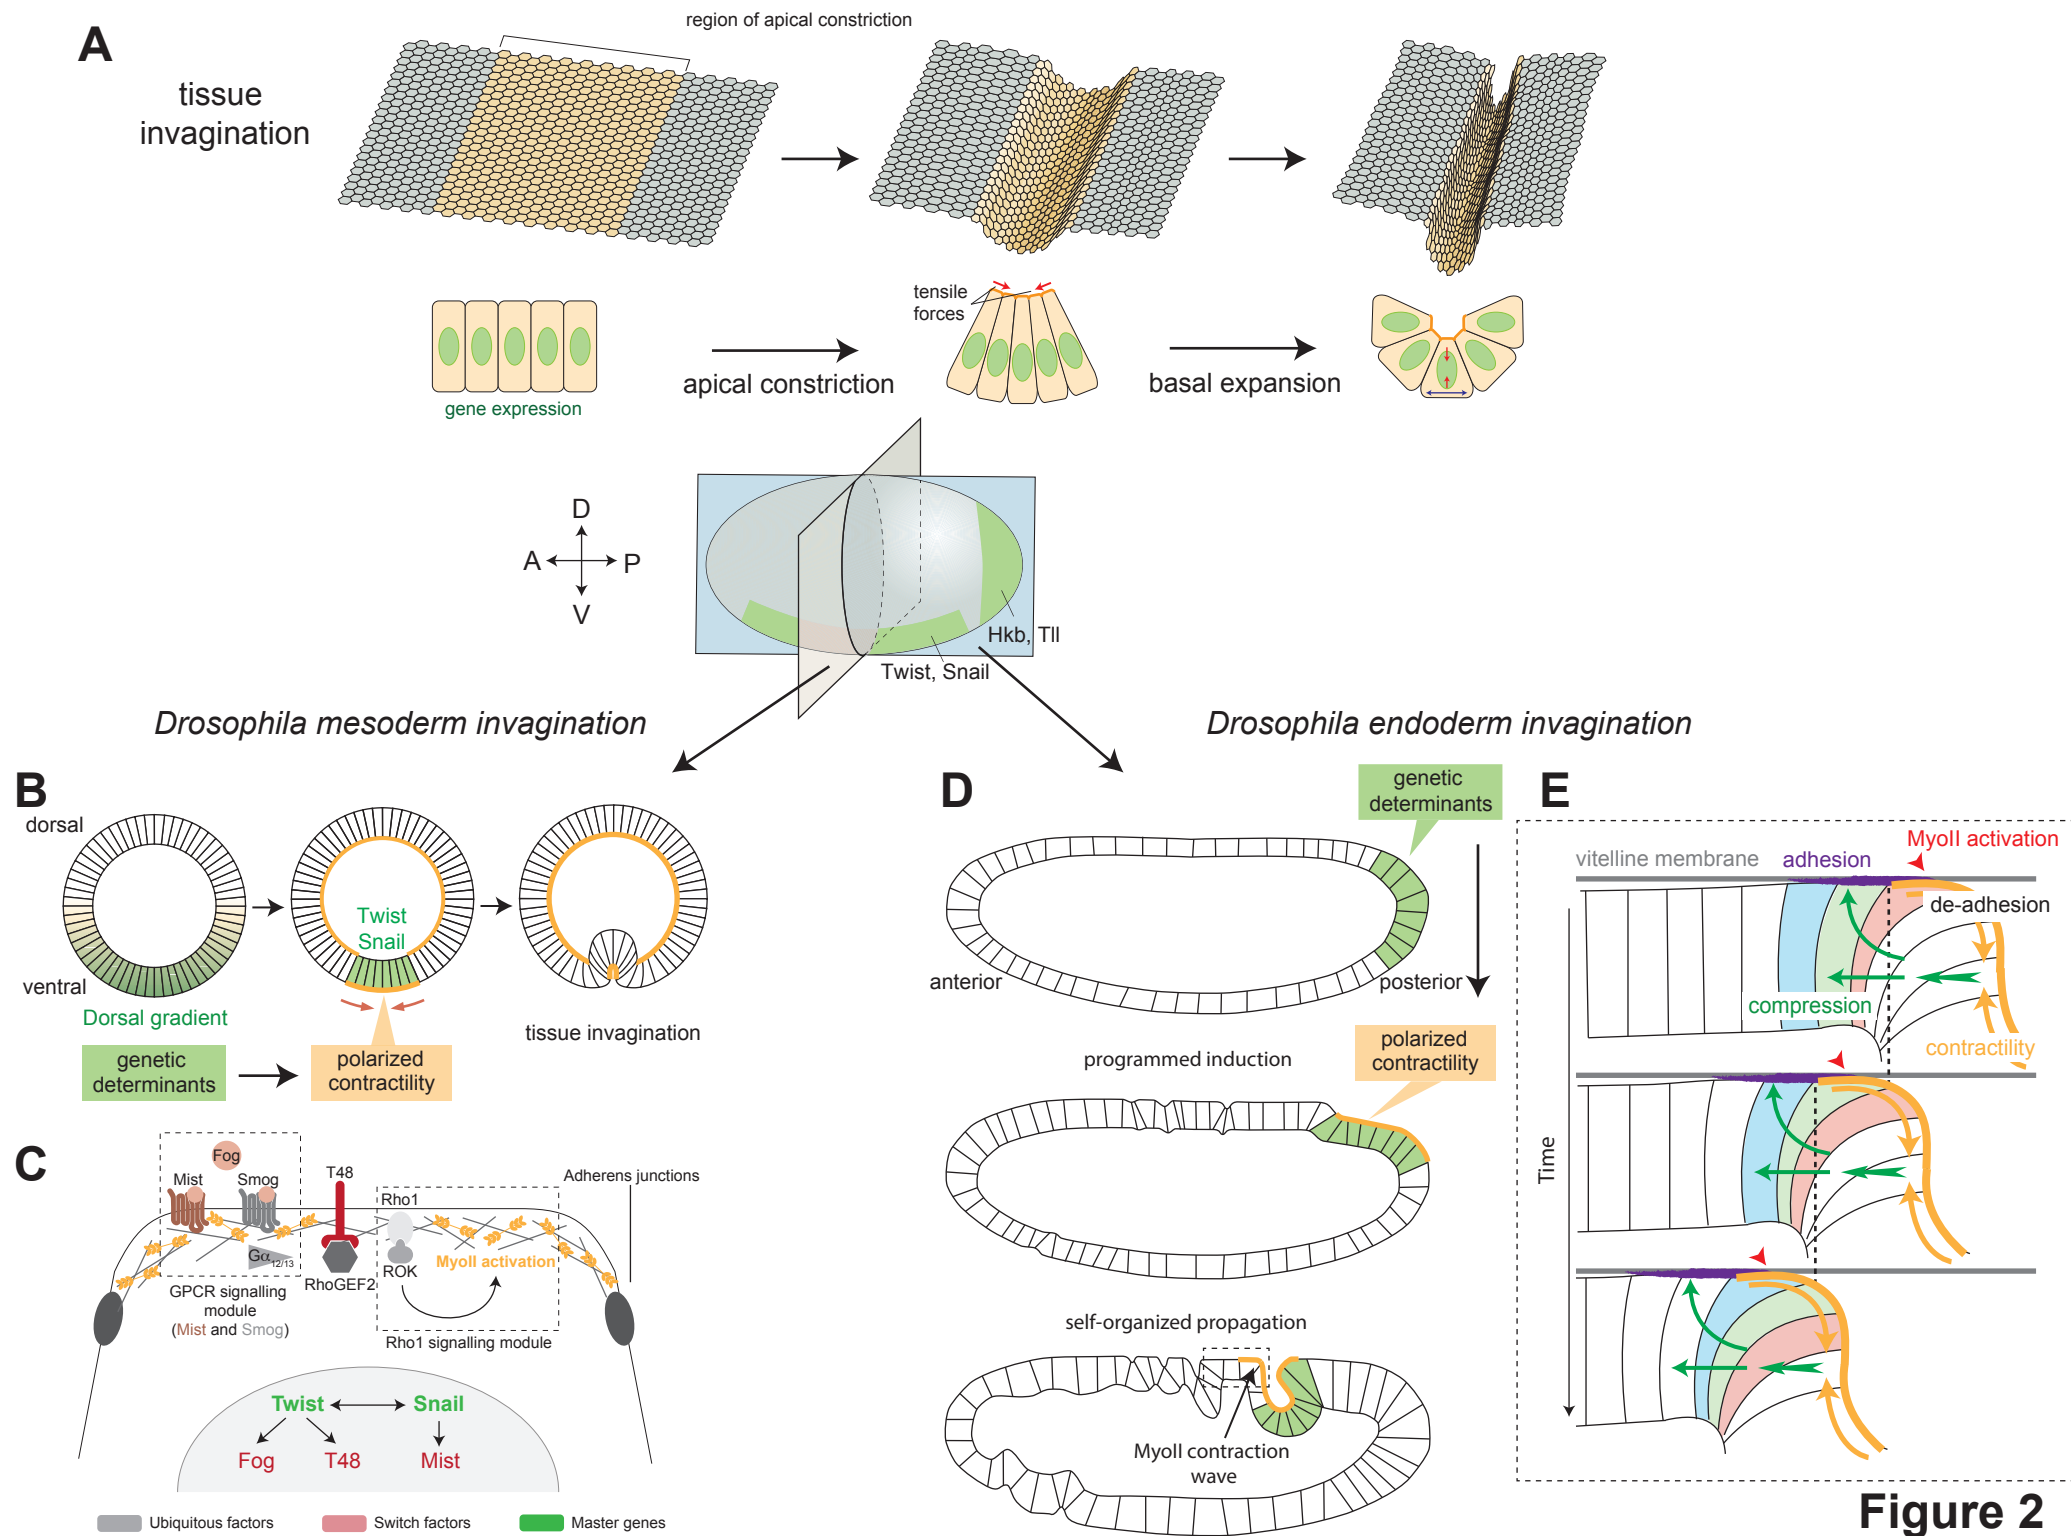 A
region of apical constriction
tissue
invagination
tensile
forces
gene expression
apical constriction
basal expansion
D
A
P
V
Hkb, Tll
Twist, Snail
Drosophila mesoderm invagination
Drosophila endoderm invagination
B
dorsal
ventral
Twist
Snail
Dorsal gradient
tissue invagination
genetic
determinants
polarized
contractility
C
Fog
Mist
Smog
T48
Rho1
Adherens junctions
Gα12/13
RhoGEF2
ROK
MyoII activation
GPCR signalling
module
(Mist and Smog)
Rho1 signalling module
Twist
Snail
Fog
T48
Mist
Ubiquitous factors
Switch factors
Master genes
D
genetic
determinants
anterior
posterior
programmed induction
polarized
contractility
self-organized propagation
MyoII contraction
wave
E
MyoII activation
vitelline membrane
adhesion
de-adhesion
compression
contractility
Time
Figure 2